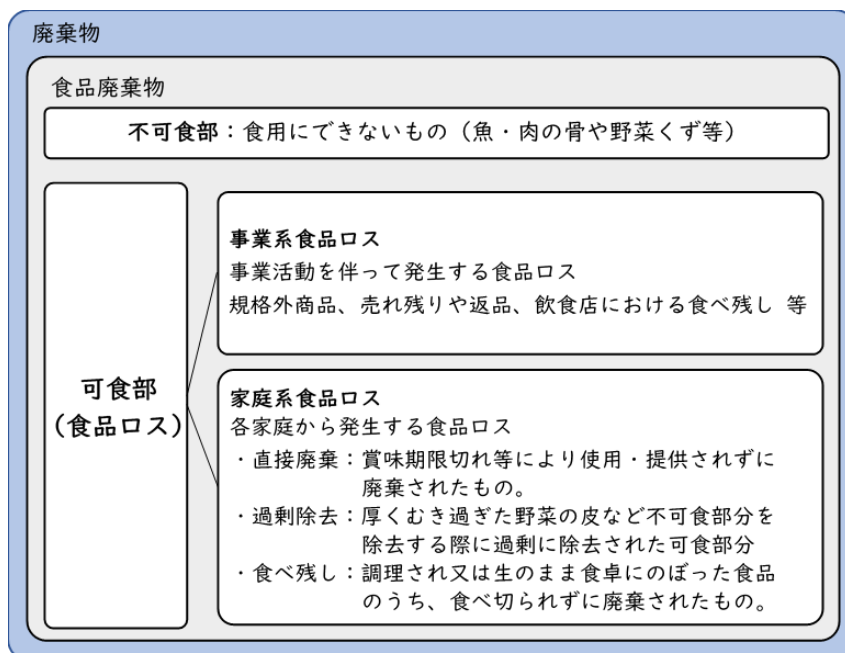 廃棄物
食品廃棄物
不可食部：食用にできないもの（魚・肉の骨や野菜くず等）
可食部
（食品ロス）
事業系食品ロス
事業活動を伴って発生する食品ロス
規格外商品、売れ残りや返品、飲食店における食べ残し 等
家庭系食品ロス
各家庭から発生する食品ロス
・直接廃棄：賞味期限切れ等により使用・提供されずに
廃棄されたもの。
・過剰除去：厚くむき過ぎた野菜の皮など不可食部分を
除去する際に過剰に除去された可食部分
・食べ残し：調理され又は生のまま食卓にのぼった食品
のうち、食べ切られずに廃棄されたもの。